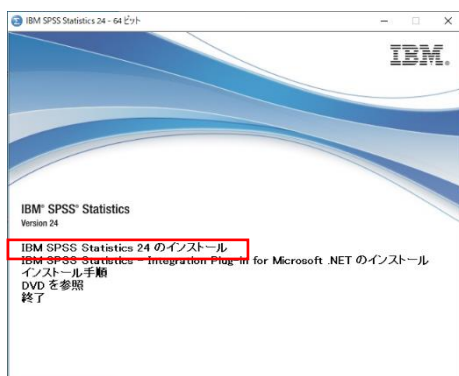 IBM SPSS Statistics 24 - 64 ビット
IBM.
IBM® SPSS® Statistics
Version 24
IBM SPSS Statistics 24 のインストール
IBM SPSS Statistics - Integration Plug-in for Microsoft .NET のインストール
インストール手順
DVD を参照
終了